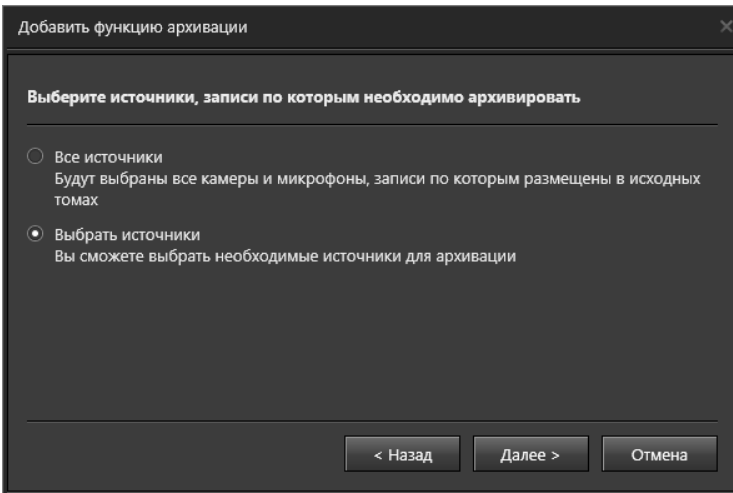 Добавить функцию архивации
Выберите источники, записи по которым необходимо архивировать
Все источники
Будут выбраны все камеры и микрофоны, записи по которым размещены в исходных
томах
Выбрать источники
Вы сможете выбрать необходимые источники для архивации
< Назад
Далее >
Отмена